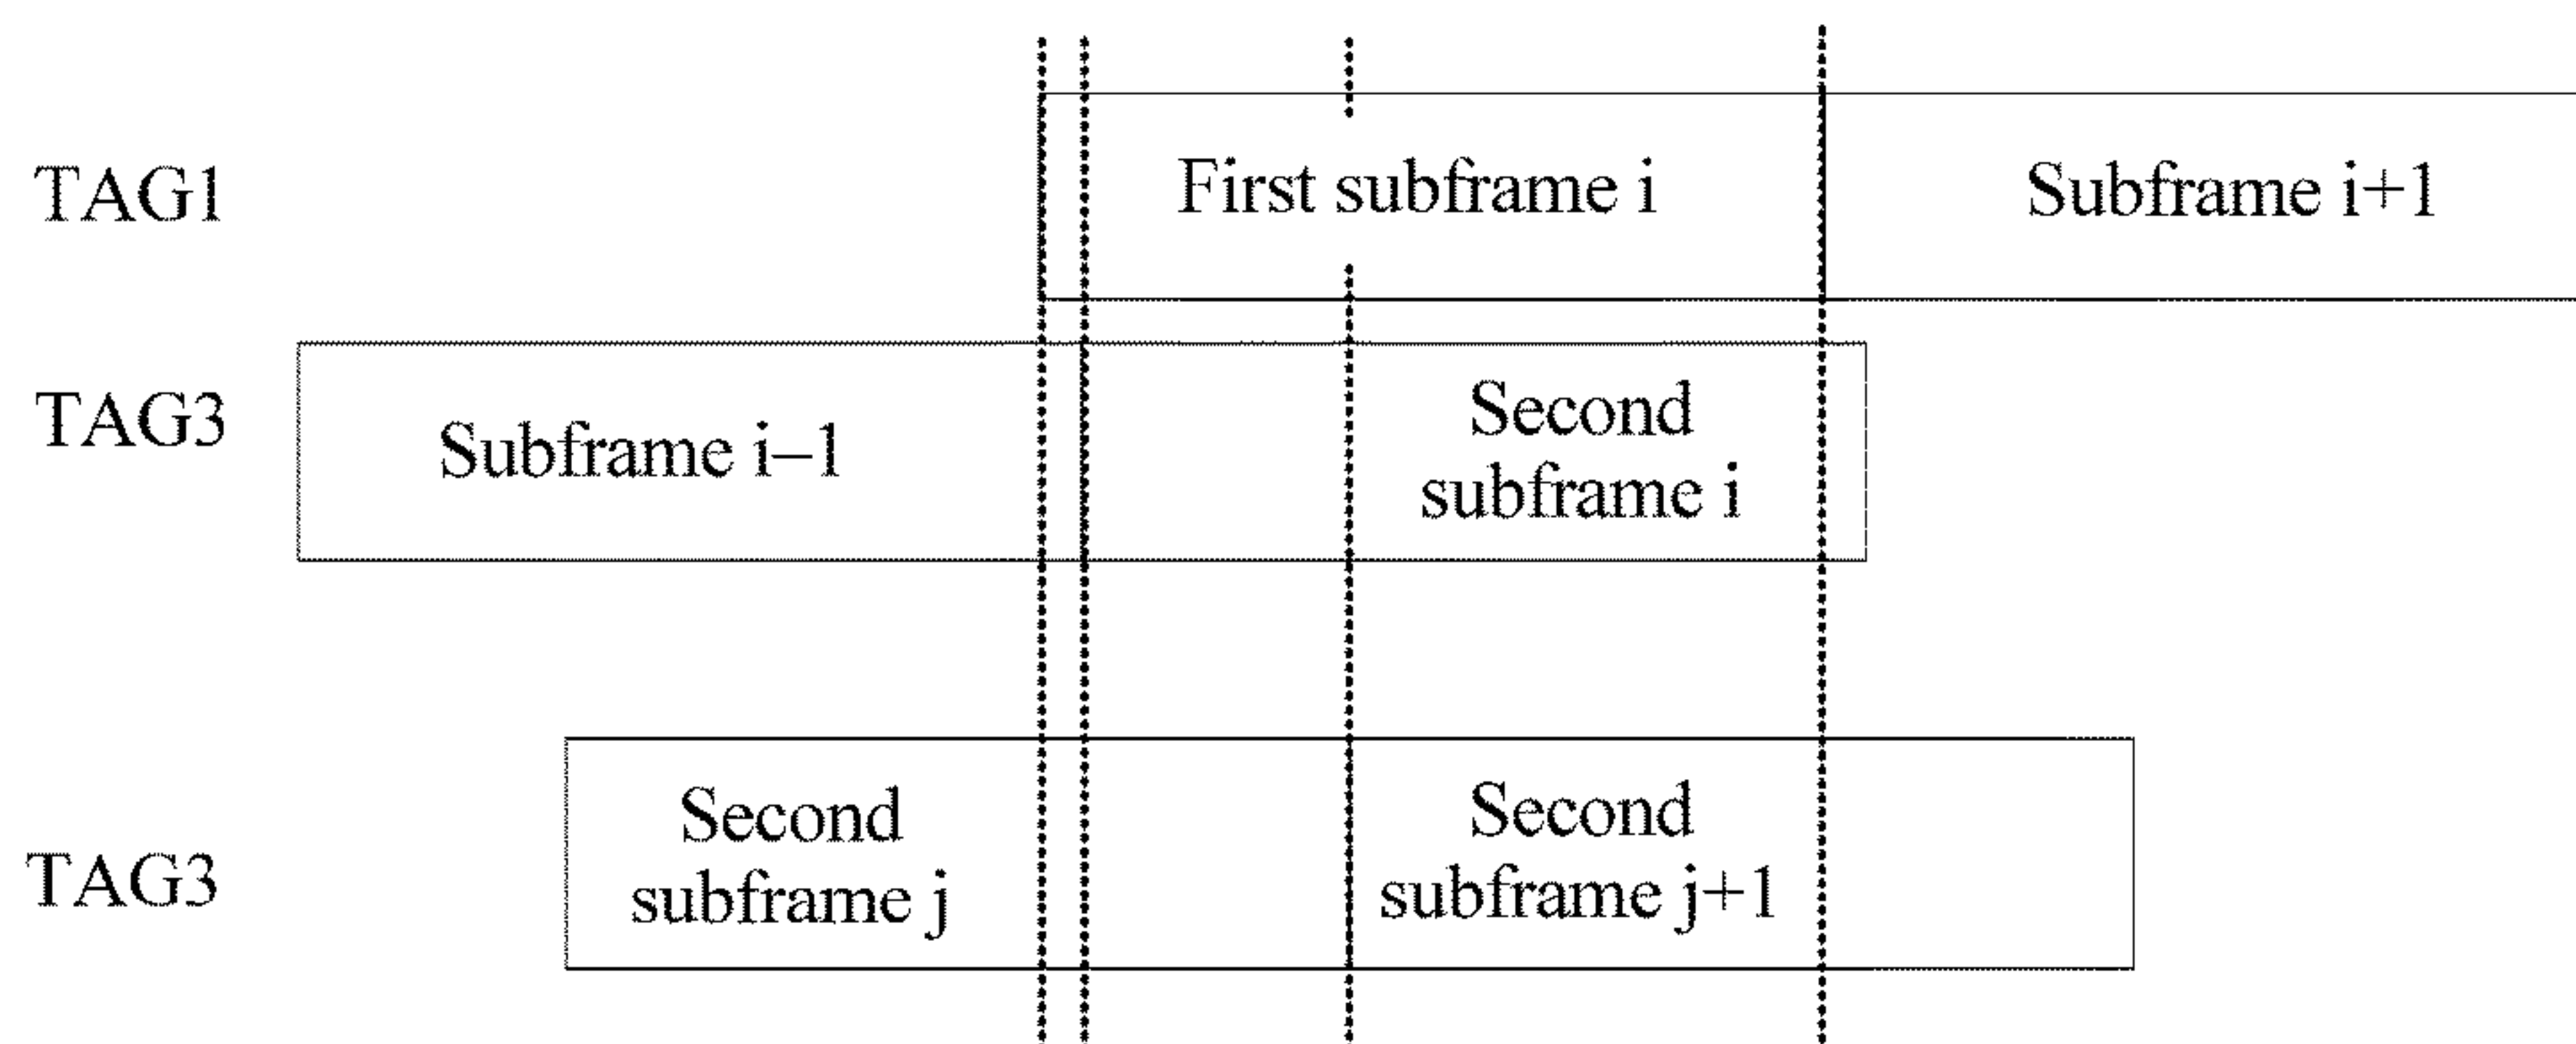 TAG1
First subframe i
Subframe i+1
TAG3
Subframe i–1
Second
subframe i
TAG3
Second
subframe j
Second
subframe j+1